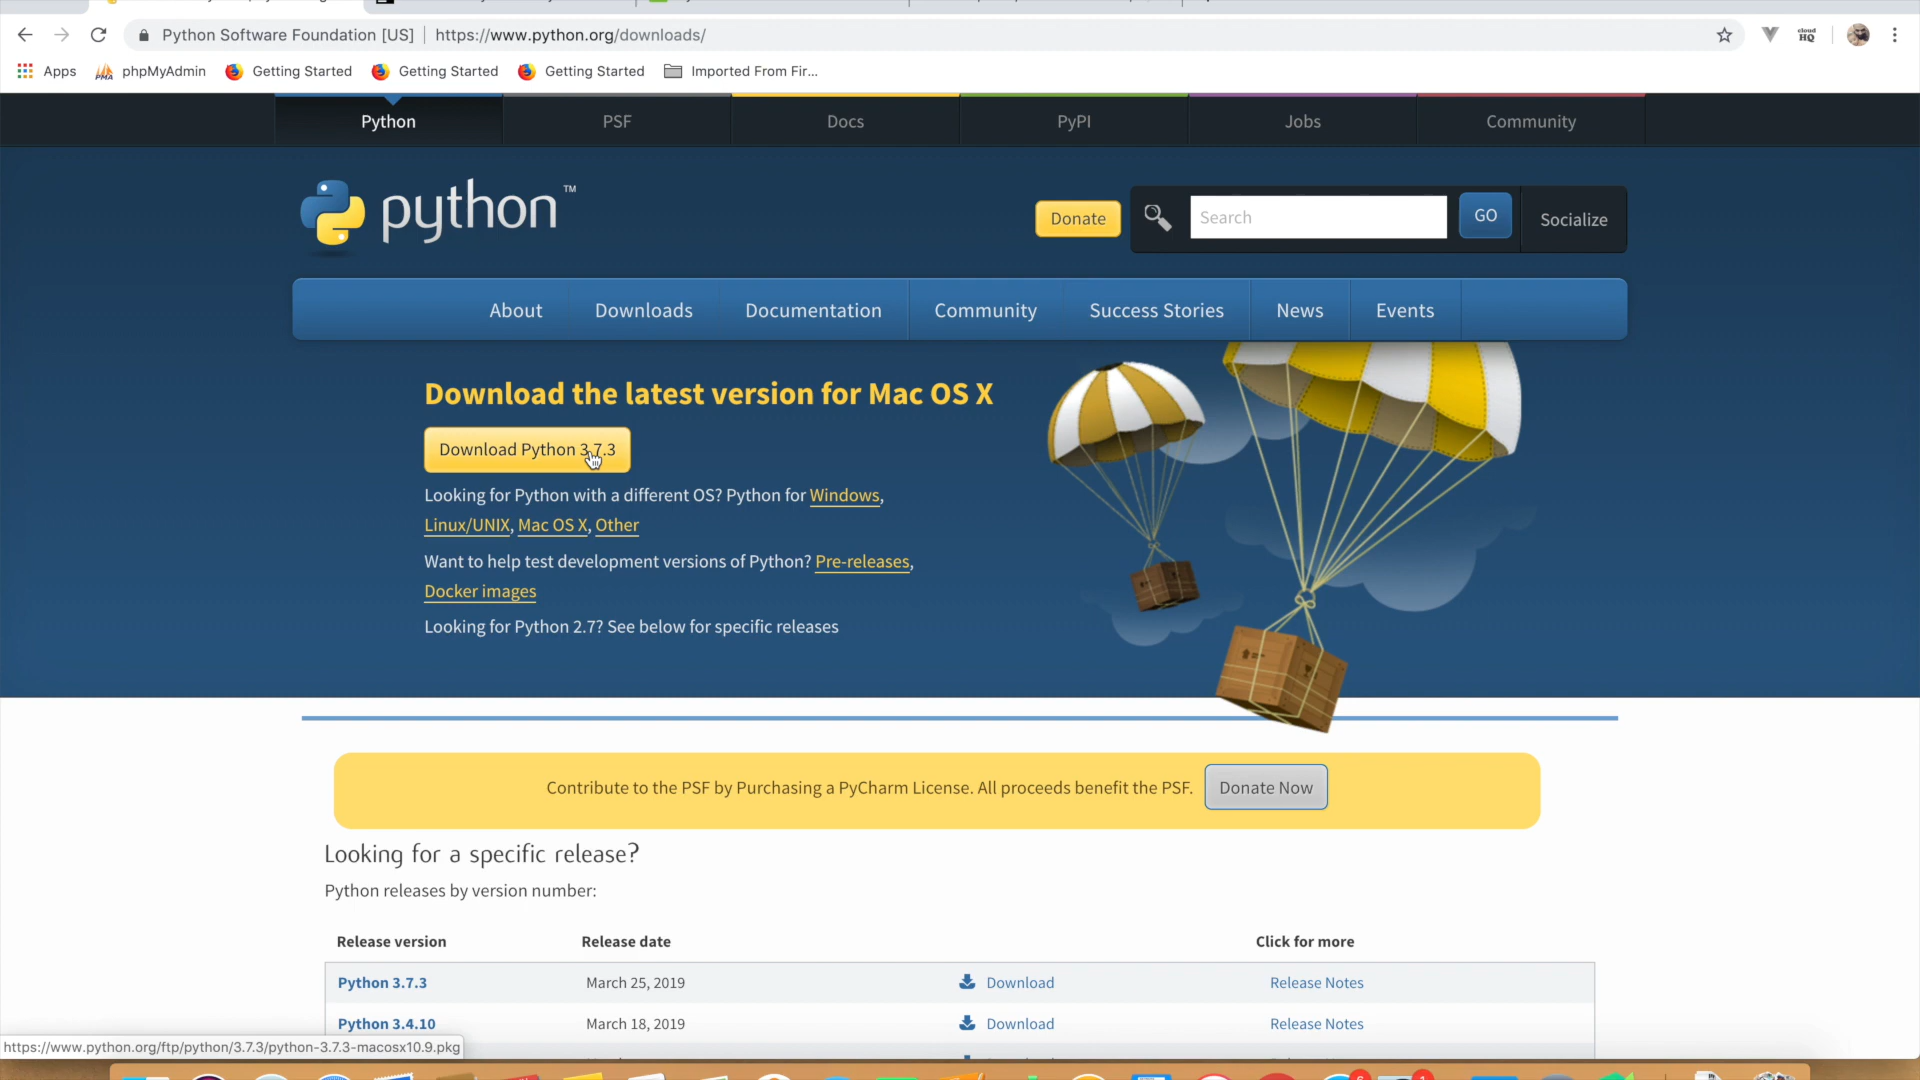 Python Software Foundation [US] | https://www.python.org/downloads/
Apps phpMyAdmin Getting Started Getting Started Getting Started Imported From Fir...
Python PSF Docs PyPI Jobs Community
python™
Donate Search GO Socialize
About Downloads Documentation Community Success Stories News Events
Download the latest version for Mac OS X
Download Python 3.7.3
Looking for Python with a different OS? Python for Windows,
Linux/UNIX, Mac OS X, Other
Want to help test development versions of Python? Pre-releases,
Docker images
Looking for Python 2.7? See below for specific releases
Contribute to the PSF by Purchasing a PyCharm License. All proceeds benefit the PSF. Donate Now
Looking for a specific release?
Python releases by version number:
Release version Release date Click for more
Python 3.7.3 March 25, 2019 Download Release Notes
Python 3.4.10 March 18, 2019 Download Release Notes
https://www.python.org/ftp/python/3.7.3/python-3.7.3-macosx10.9.pkg